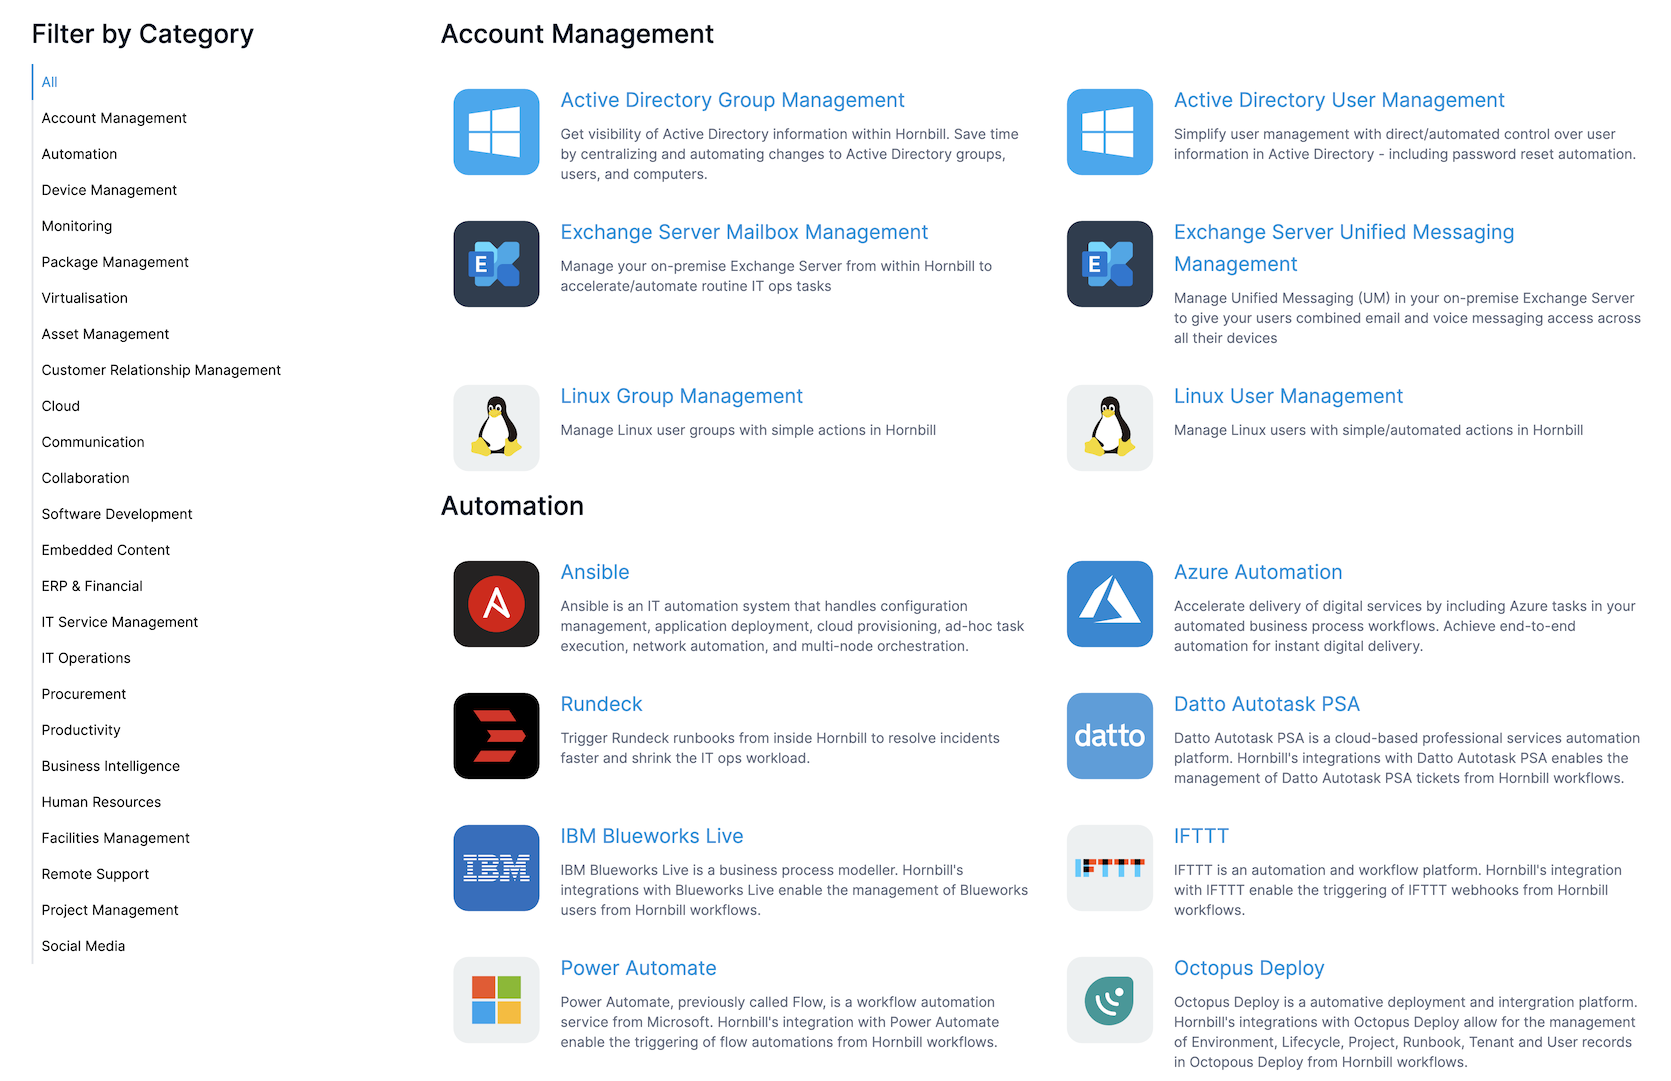 Filter by Category
All
Account Management
Automation
Device Management
Monitoring
Package Management
Virtualisation
Asset Management
Customer Relationship Management
Cloud
Communication
Collaboration
Software Development
Embedded Content
ERP & Financial
IT Service Management
IT Operations
Procurement
Productivity
Business Intelligence
Human Resources
Facilities Management
Remote Support
Project Management
Social Media
Account Management
Active Directory Group Management
Get visibility of Active Directory information within Hornbill. Save time
by centralizing and automating changes to Active Directory groups,
users, and computers.
Active Directory User Management
Simplify user management with direct/automated control over user
information in Active Directory - including password reset automation.
E
Exchange Server Mailbox Management
Manage your on-premise Exchange Server from within Hornbill to
accelerate/automate routine IT ops tasks
E
Exchange Server Unified Messaging
Management
Manage Unified Messaging (UM) in your on-premise Exchange Server
to give your users combined email and voice messaging access across
all their devices
Linux Group Management
Manage Linux user groups with simple actions in Hornbill
Linux User Management
Manage Linux users with simple/automated actions in Hornbill
Automation
A
Ansible
Ansible is an IT automation system that handles configuration
management, application deployment, cloud provisioning, ad-hoc task
execution, network automation, and multi-node orchestration.
Azure Automation
Accelerate delivery of digital services by including Azure tasks in your
automated business process workflows. Achieve end-to-end
automation for instant digital delivery.
Rundeck
Trigger Rundeck runbooks from inside Hornbill to resolve incidents
faster and shrink the IT ops workload.
datto
Datto Autotask PSA
Datto Autotask PSA is a cloud-based professional services automation
platform. Hornbill's integrations with Datto Autotask PSA enables the
management of Datto Autotask PSA tickets from Hornbill workflows.
IBM
IBM Blueworks Live
IBM Blueworks Live is a business process modeller. Hornbill's
integrations with Blueworks Live enable the management of Blueworks
users from Hornbill workflows.
IFTTT
IFTTT
IFTTT is an automation and workflow platform. Hornbill's integration
with IFTTT enable the triggering of IFTTT webhooks from Hornbill
workflows.
Power Automate
Power Automate, previously called Flow, is a workflow automation
service from Microsoft. Hornbill's integration with Power Automate
enable the triggering of flow automations from Hornbill workflows.
Octopus Deploy
Octopus Deploy is a automative deployment and intergration platform.
Hornbill's integrations with Octopus Deploy allow for the management
of Environment, Lifecycle, Project, Runbook, Tenant and User records
in Octopous Deploy from Hornbill workflows.